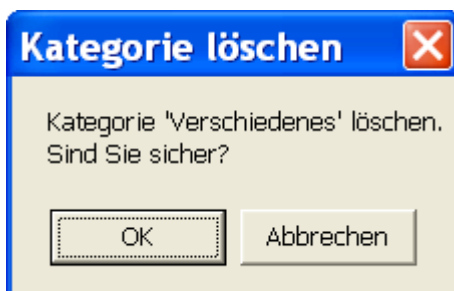 Kategorie löschen
Kategorie 'Verschiedenes' löschen.
Sind Sie sicher?
OK
Abbrechen